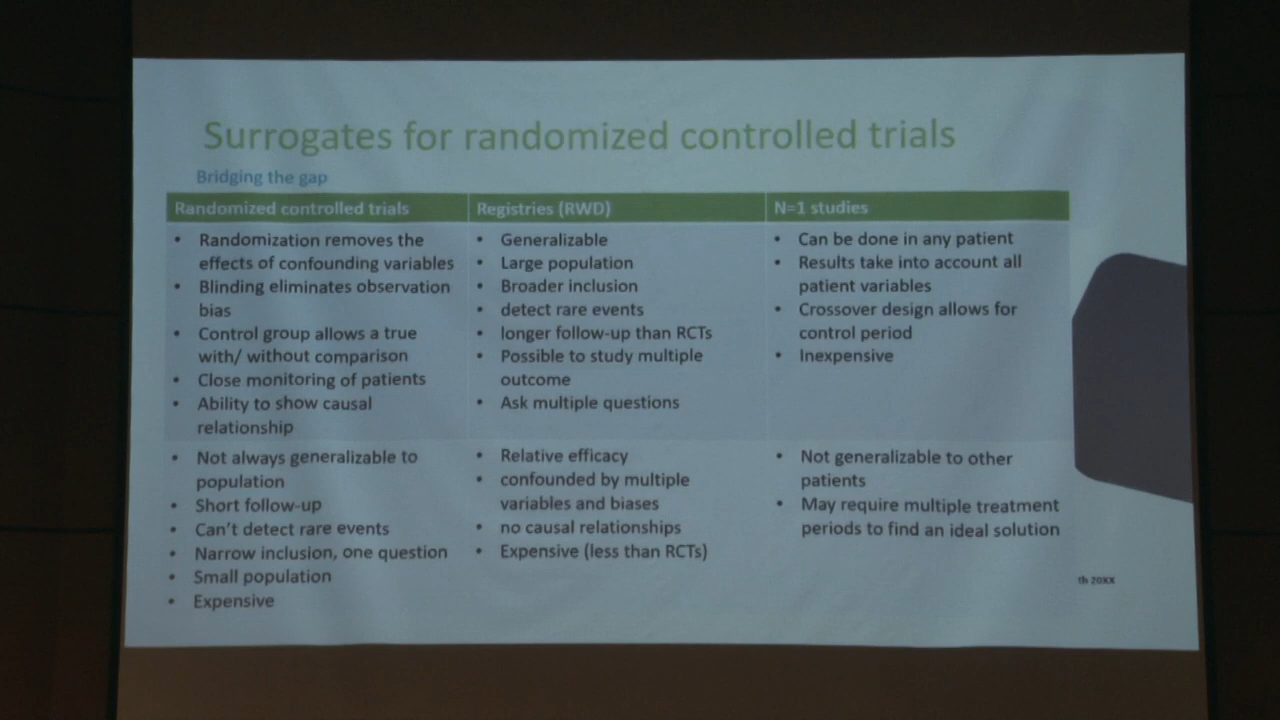 Surrogates for randomized controlled trials
Bridging the gap
Randomized controlled trials
• Randomization removes the
effects of confounding variables
• Blinding eliminates observation
bias
• Control group allows a true
with/ without comparison
• Close monitoring of patients
• Ability to show causal
relationship
• Not always generalizable to
population
• Short follow-up
• Can't detect rare events
• Narrow inclusion, one question
• Small population
• Expensive
Registries (RWD)
• Generalizable
• Large population
• Broader inclusion
• detect rare events
• longer follow-up than RCTs
• Possible to study multiple
outcome
• Ask multiple questions
• Relative efficacy
• confounded by multiple
variables and biases
• no causal relationships
• Expensive (less than RCTs)
N=1 studies
• Can be done in any patient
• Results take into account all
patient variables
• Crossover design allows for
control period
• Inexpensive
• Not generalizable to other
patients
• May require multiple treatment
periods to find an ideal solution
th 20XX